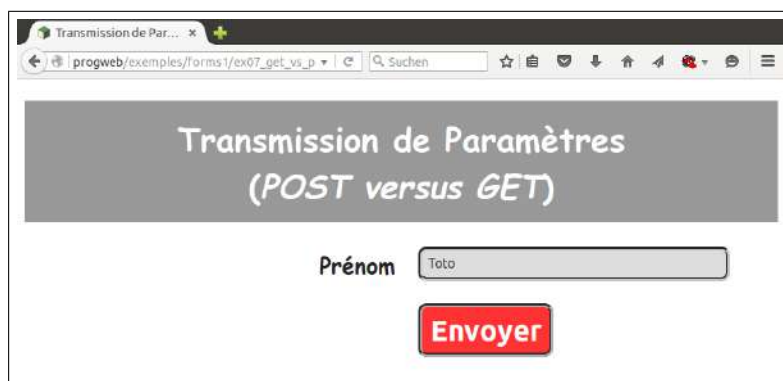 Transmission de Par... ×
progweb/exemples/forms1/ex07_get_vs_p
Suchen
Transmission de Paramètres
(POST versus GET)
Prénom
Toto
Envoyer